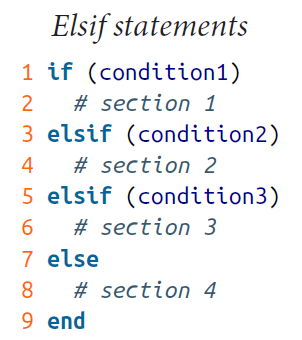 Elsif statements
1 if (condition1)
2 # section 1
3 elsif (condition2)
4 # section 2
5 elsif (condition3)
6 # section 3
7 else
8 # section 4
9 end